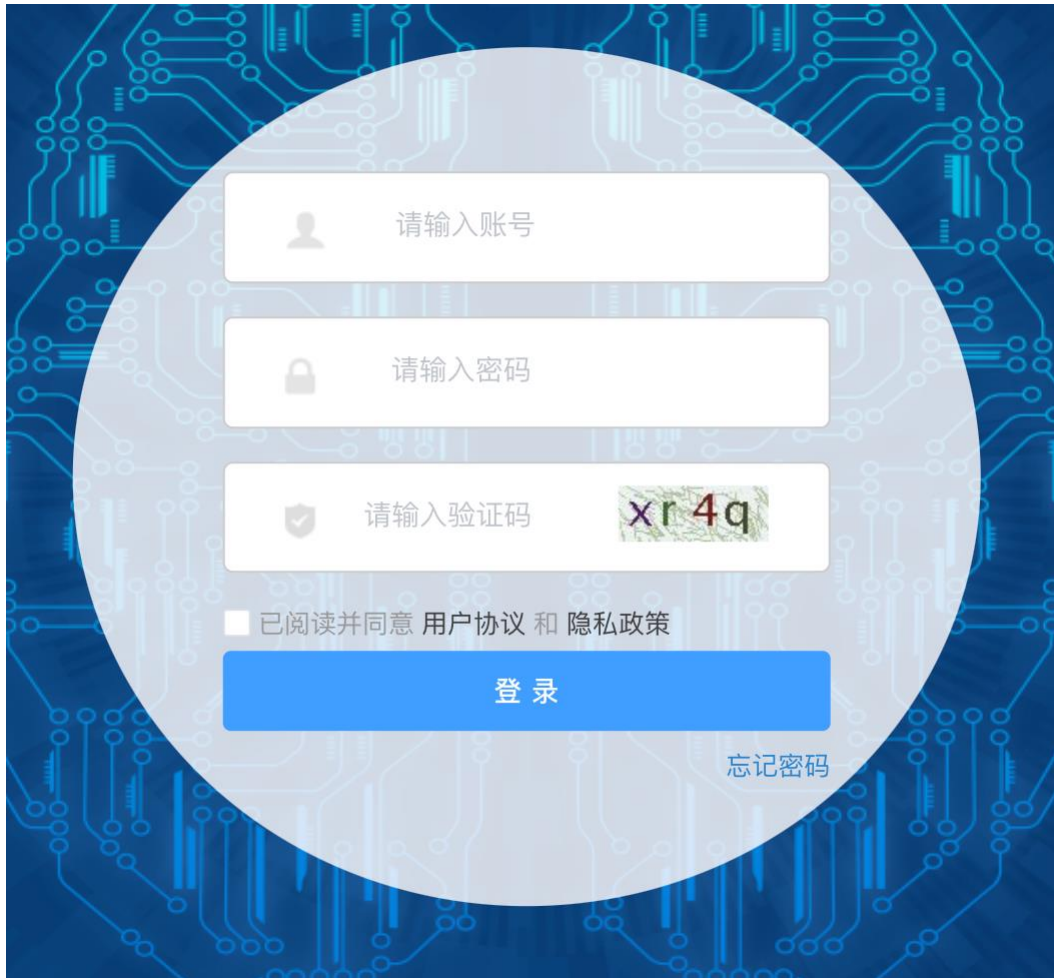 请输入账号
请输入密码
请输入验证码 xr4q
已阅读并同意 用户协议 和 隐私政策
登录
忘记密码